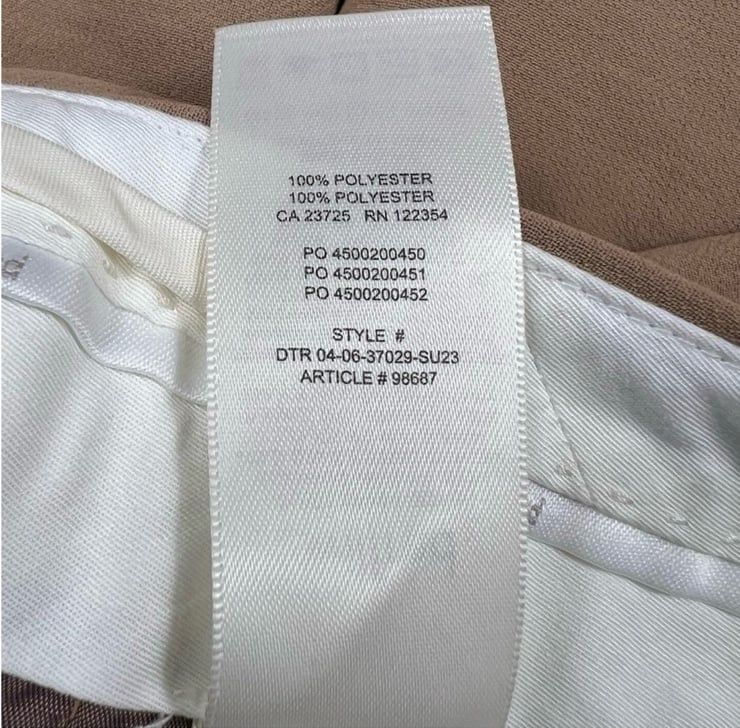 100% POLYESTER
100% POLYESTER
CA 23725 RN 122354
PO 4500200450
PO 4500200451
PO 4500200452
STYLE #
DTR 04-06-37029-SU23
ARTICLE # 98687